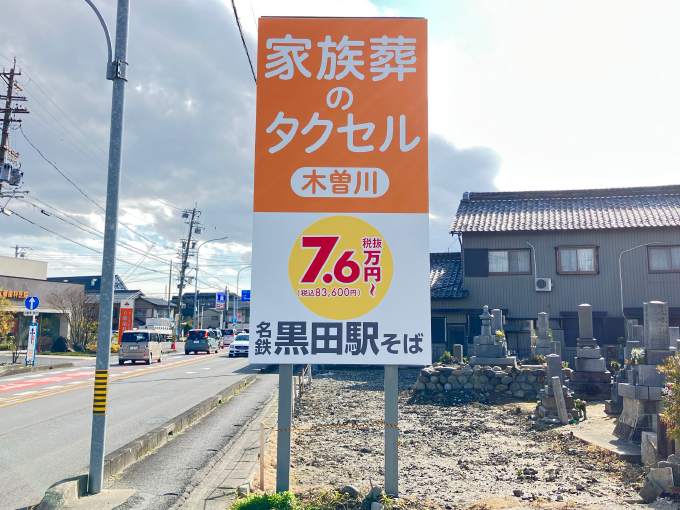 家族葬
の
タクセル
木曽川
7.6万円〜
税抜
(税込83,600円)
名鉄黒田駅そば